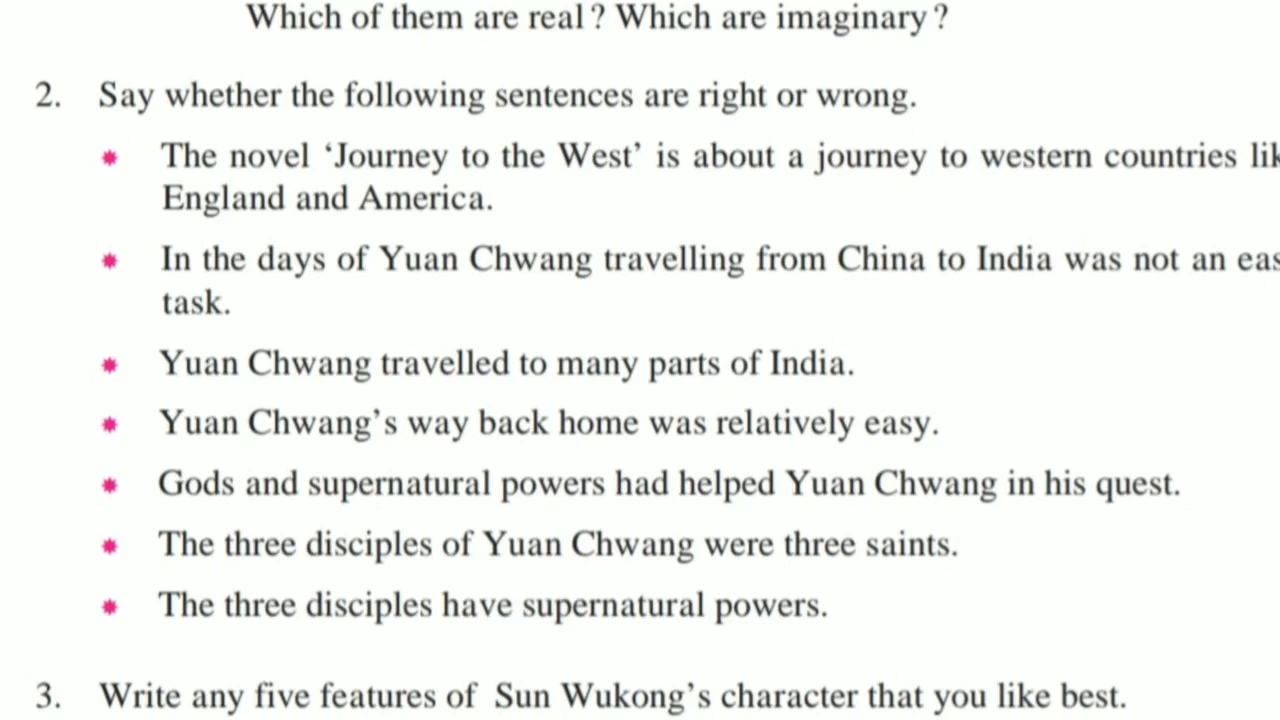 Which of them are real? Which are imaginary?
2. Say whether the following sentences are right or wrong.
The novel ‘Journey to the West’ is about a journey to western countries
England and America.
In the days of Yuan Chwang travelling from China to India was not an
task.
Yuan Chwang travelled to many parts of India.
Yuan Chwang’s way back home was relatively easy.
Gods and supernatural powers had helped Yuan Chwang in his quest.
The three disciples of Yuan Chwang were three saints.
The three disciples have supernatural powers.
3. Write any five features of Sun Wukong’s character that you like best.